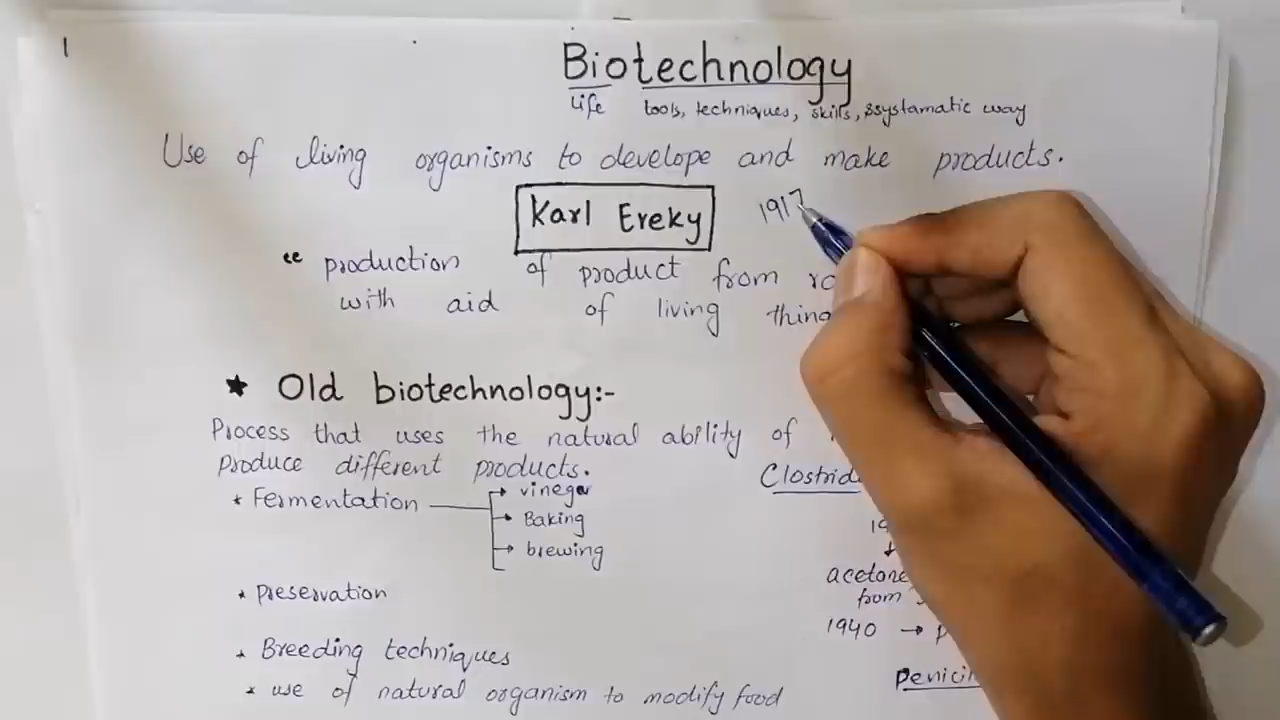 1
Biotechnology
life tools, techniques, skills, & systamatic way
Use of living organisms to develope and make products.
Karl Ereky 1917
“ production of product from
with aid of living
* Old biotechnology:-
Process that uses the natural ability of
produce different products.
* Fermentation
vinegar
Baking
brewing
* Preservation
* Breeding techniques
* use of natural organism to modify food
acetone
from
1940 →